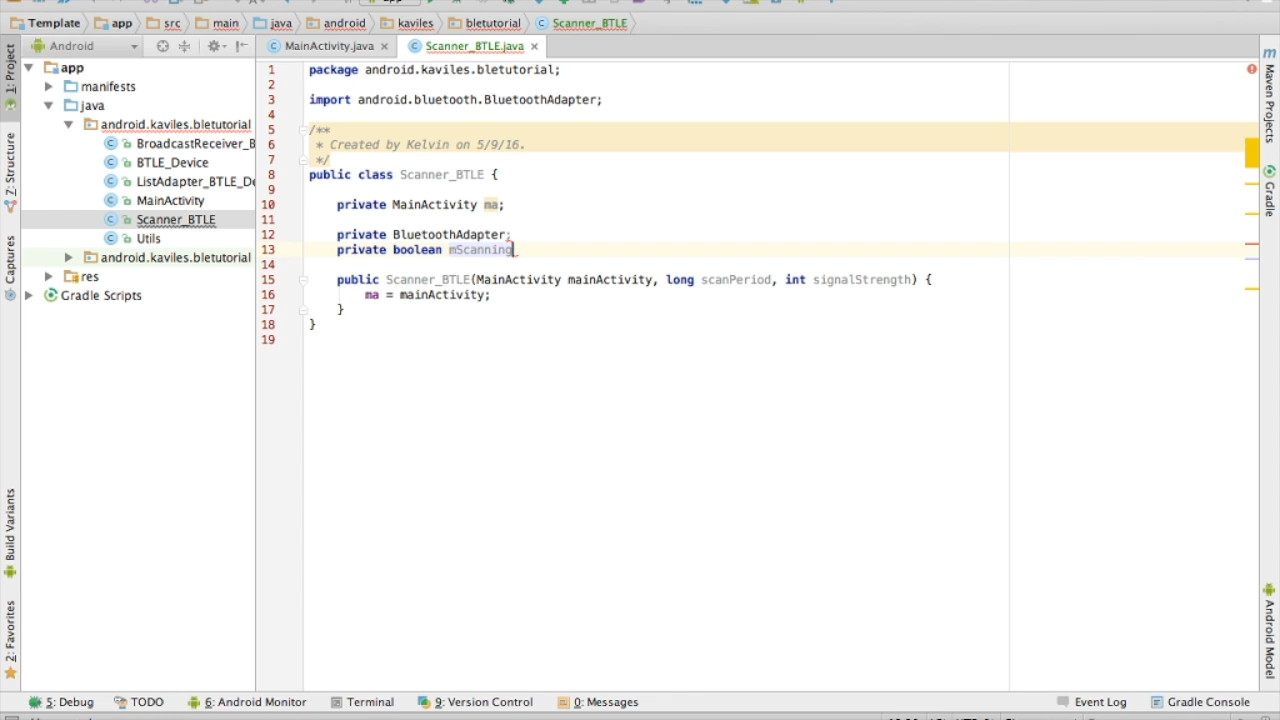 Template app src main java android kaviles bletutorial Scanner_BTLE
Android
MainActivity.java Scanner_BTLE.java
1: Project
7: Structure
Captures
Build Variants
2: Favorites
app
manifests
java
android.kaviles.bletutorial
BroadcastReceiver_B
BTLE_Device
ListAdapter_BTLE_De
MainActivity
Scanner_BTLE
Utils
android.kaviles.bletutorial
res
Gradle Scripts
1 package android.kaviles.bletutorial;
2
3 import android.bluetooth.BluetoothAdapter;
4
5 /**
6 * Created by Kelvin on 5/9/16.
7 */
8 public class Scanner_BTLE {
9
10 private MainActivity ma;
11
12 private BluetoothAdapter;
13 private boolean mScanning
14
15 public Scanner_BTLE(MainActivity mainActivity, long scanPeriod, int signalStrength) {
16 ma = mainActivity;
17 }
18 }
19
Maven Projects
Gradle
Android Model
5: Debug TODO 6: Android Monitor Terminal 9: Version Control 0: Messages Event Log Gradle Console